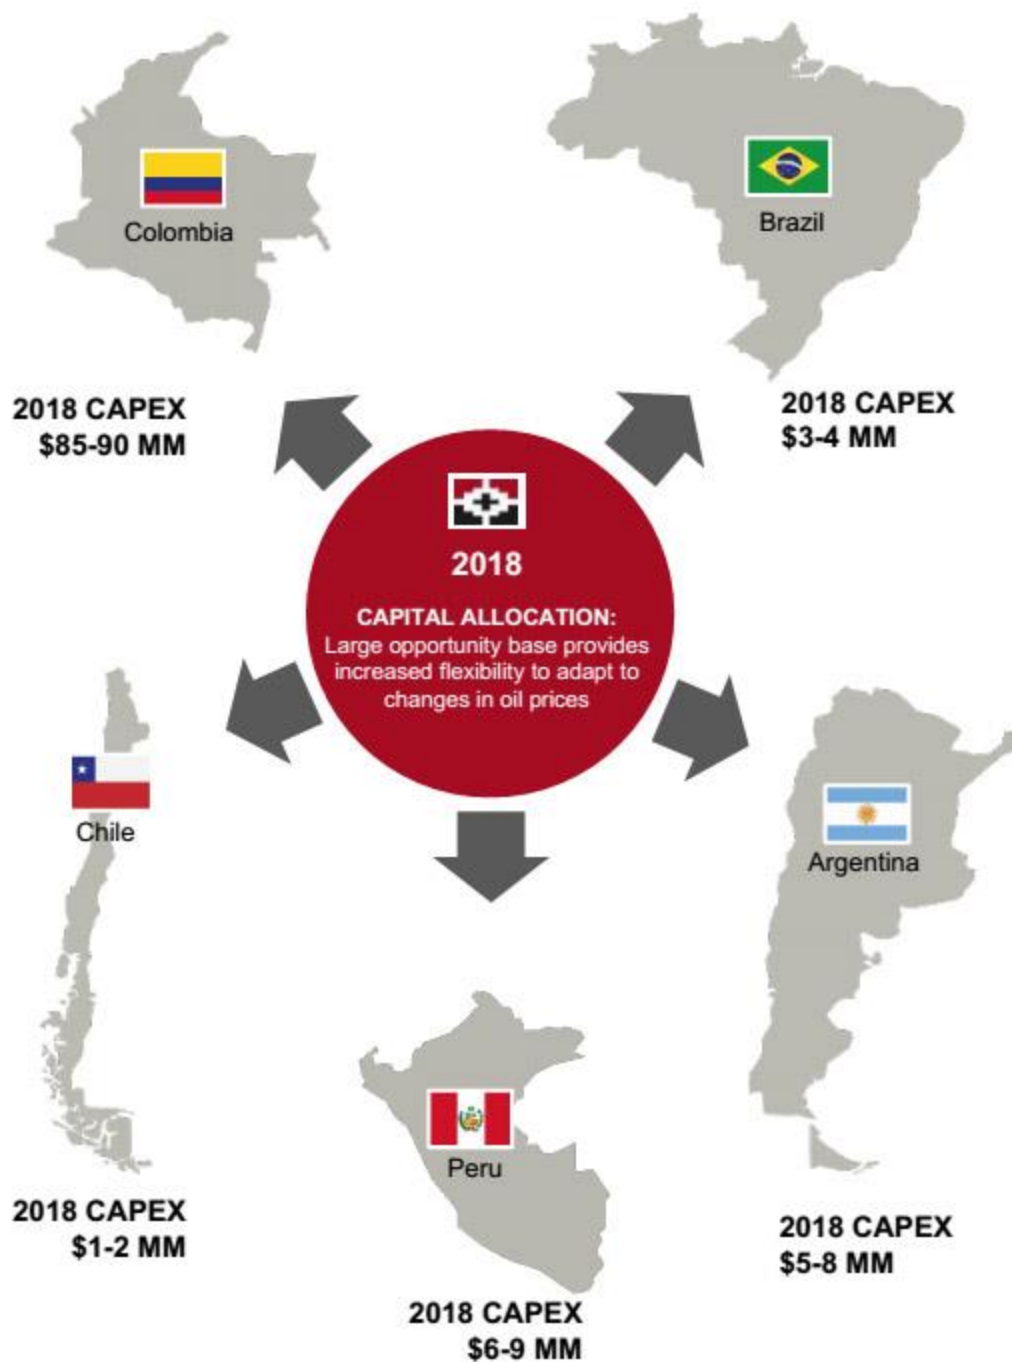 Colombia
2018 CAPEX
$85-90 MM
Brazil
2018 CAPEX
$3-4 MM
2018
CAPITAL ALLOCATION:
Large opportunity base provides
increased flexibility to adapt to
changes in oil prices
Chile
2018 CAPEX
$1-2 MM
Peru
2018 CAPEX
$6-9 MM
Argentina
2018 CAPEX
$5-8 MM